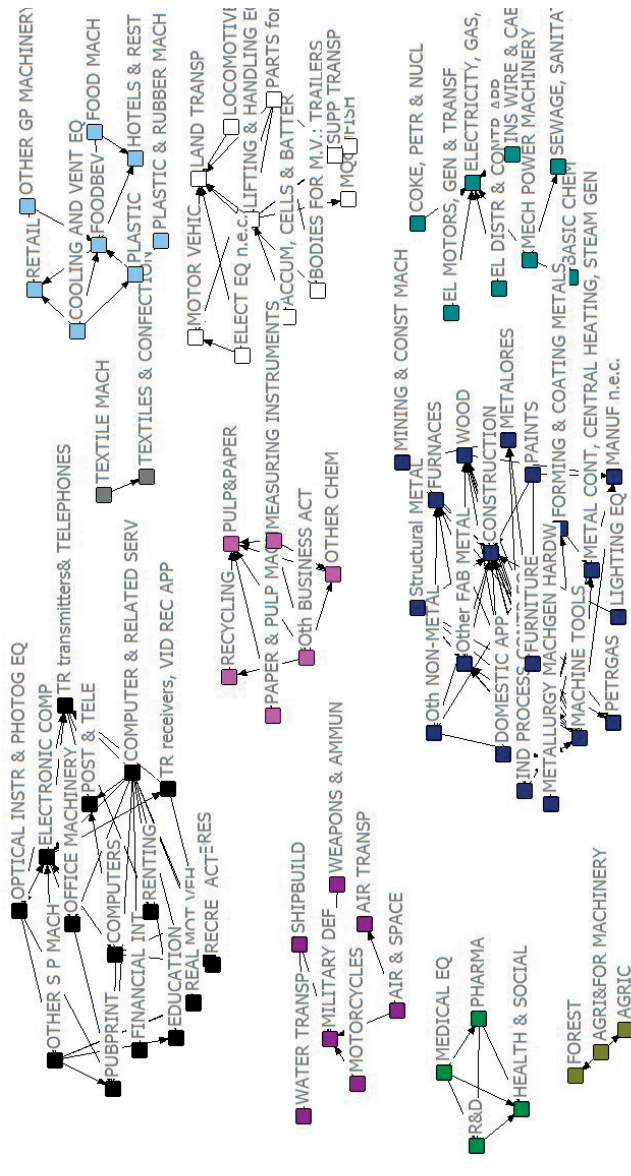 OTHER GP MACHINERY
RETAIL
COOLING AND VENT EQ
FOODBEV
FOOD MACH
HOTELS & REST
PLASTIC
PLASTIC & RUBBER MACH
LAND TRANSP
LOCOMOTIVE
LIFTING & HANDLING EQ
PARTS for
MOTOR VEHIC
ELECT EQ n.e.c.
ACCUM, CELLS & BATTER
BODIES FOR M.V.; TRAILERS
SUPP TRANSP
COKE, PETR & NUCL
EL MOTORS, GEN & TRANSF
ELECTRICITY, GAS,
EL DISTR & CONTR APP
INS WIRE & CAB
MECH POWER MACHINERY
SEWAGE, SANITA
BASIC CHEM
TEXTILE MACH
TEXTILES & CONFECTION
PULP&PAPER
MEASURING INSTRUMENTS
RECYCLING
PAPER & PULP MAC
Oth BUSINESS ACT
OTHER CHEM
MINING & CONST MACH
Structural METAL
FURNACES
WOOD
METALORES
Oth NON-METAL
Other FAB METAL
CONSTRUCTION
PAINTS
FORMING & COATING METALS
METAL CONT, CENTRAL HEATING, STEAM GEN
MANUF n.e.c.
DOMESTIC APP
IND PROCESS
FURNITURE
METALLURGY MACH
GEN HARDW
MACHINE TOOLS
PETRGAS
LIGHTING EQ
OPTICAL INSTR & PHOTOG EQ
ELECTRONIC COMP
TR transmitters& TELEPHONES
OTHER S P MACH
OFFICE MACHINERY
POST & TELE
COMPUTER & RELATED SERV
TR receivers, VID REC APP
PUBPRINT
COMPUTERS
FINANCIAL INT
RENTING
EDUCATION
REAL
MOT VEH
RECRE
WATER TRANSP
SHIPBUILD
MILITARY DEF
WEAPONS & AMMUN
MOTORCYCLES
AIR & SPACE
AIR TRANSP
MEDICAL EQ
PHARMA
R&D
HEALTH & SOCIAL
FOREST
AGRI&FOR MACHINERY
AGRIC